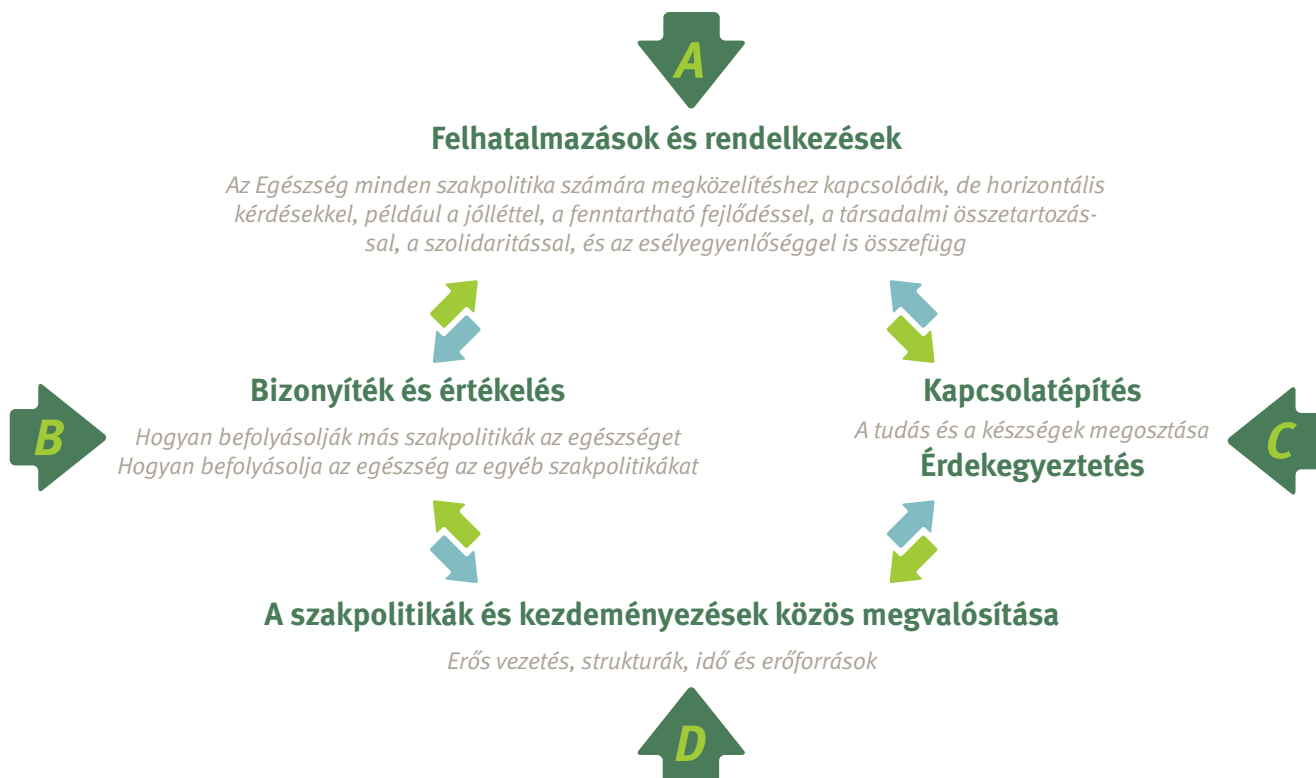 A
Felhatalmazások és rendelkezések
Az Egészség minden szakpolitika számára megközelítéshez kapcsolódik, de horizontális
kérdésekkel, például a jólléttel, a fenntartható fejlődéssel, a társadalmi összetartozás-
sal, a szolidaritással, és az esélyegyenlőséggel is összefügg
B
Bizonyíték és értékelés
Hogyan befolyásolják más szakpolitikák az egészséget
Hogyan befolyásolja az egészség az egyéb szakpolitikákat
Kapcsolatépítés
A tudás és a készségek megosztása
Érdekegyeztetés
C
A szakpolitikák és kezdeményezések közös megvalósítása
Erős vezetés, strukturák, idő és erőforrások
D